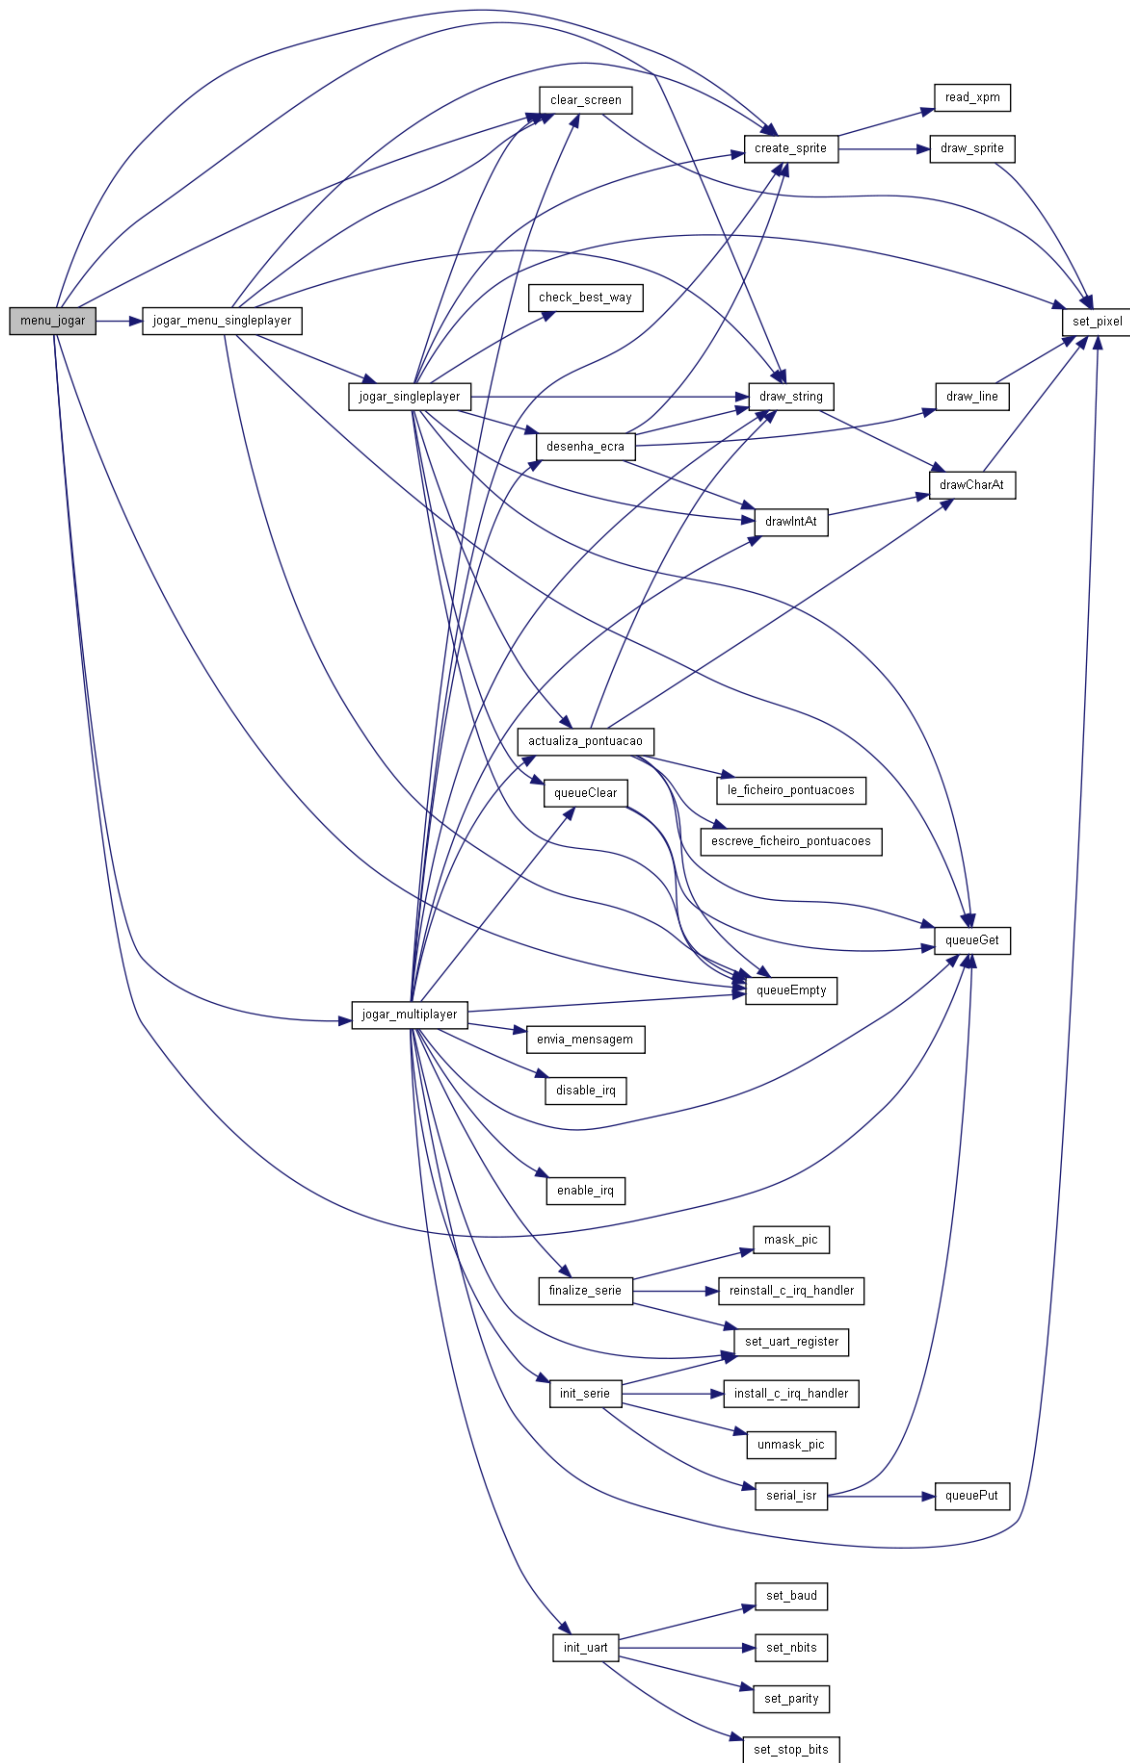 read_xpm
clear_screen
create_sprite
draw_sprite
check_best_way
menu_jogar
jogar_menu_singleplayer
set_pixel
jogar_singleplayer
draw_string
draw_line
desenha_ecra
drawCharAt
drawIntAt
actualiza_pontuacao
le_ficheiro_pontuacoes
queueClear
escreve_ficheiro_pontuacoes
queueGet
queueEmpty
jogar_multiplayer
envia_mensagem
disable_irq
enable_irq
mask_pic
finalize_serie
reinstall_c_irq_handler
set_uart_register
init_serie
install_c_irq_handler
unmask_pic
serial_isr
queuePut
set_baud
init_uart
set_nbits
set_parity
set_stop_bits